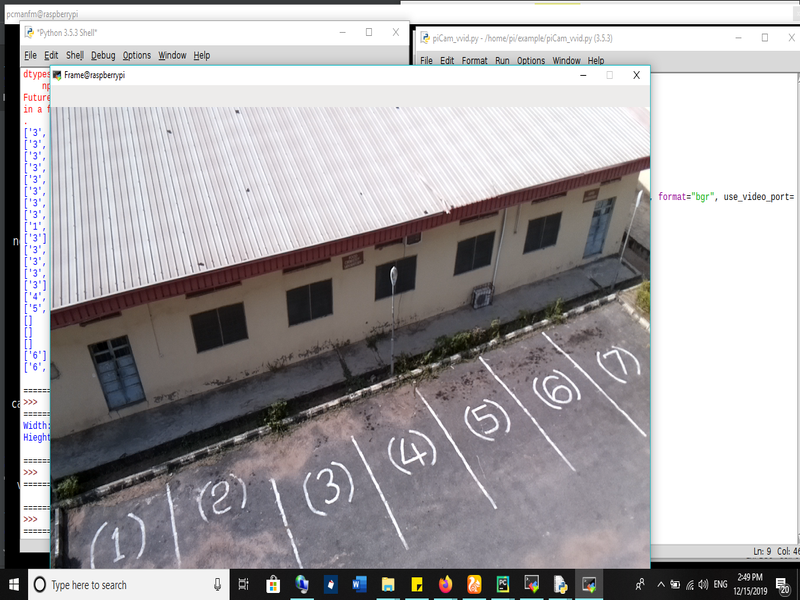 pcmanfm@raspberrypi
*Python 3.5.3 Shell*
File Edit Shell Debug Options Window Help
piCam_vvid.py - /home/pi/example/piCam_vvid.py (3.5.3)
File Edit Format Run Options Window Help
Frame@raspberrypi
dtypes
np
Future
in a f
.
['3',
['3',
['3',
['3',
['3',
['3',
['3',
['3',
['1',
['3']
['3',
['3',
['3',
['3']
['4',
['5',
[]
[]
[]
['6']
['6',
======
>>>
======
Width:
Hieght
======
>>>
======
======
>>>
======
, format="bgr", use_video_port=
(1) (2) (3) (4) (5) (6) (7)
Ln: 9 Col: 46
Type here to search
ENG
2:49 PM
12/15/2019
20